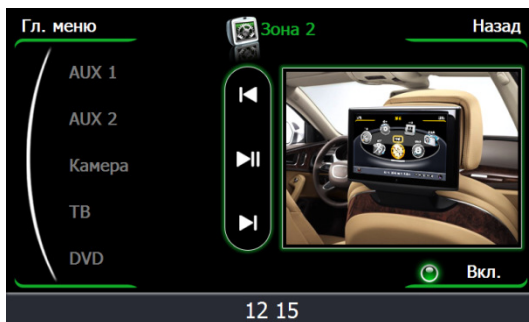 Гл. меню
Зона 2
Назад
AUX 1
AUX 2
Камера
ТВ
DVD
Вкл.
12 15